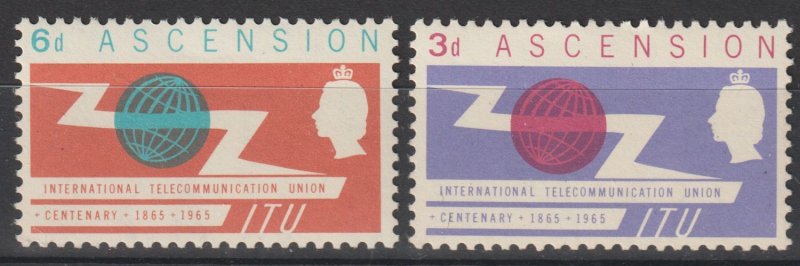 6d ASCENSION
INTERNATIONAL TELECOMMUNICATION UNION
+ CENTENARY + 1865 + 1965 ITU
3d ASCENSION
INTERNATIONAL TELECOMMUNICATION UNION
+ CENTENARY + 1865 + 1965 ITU